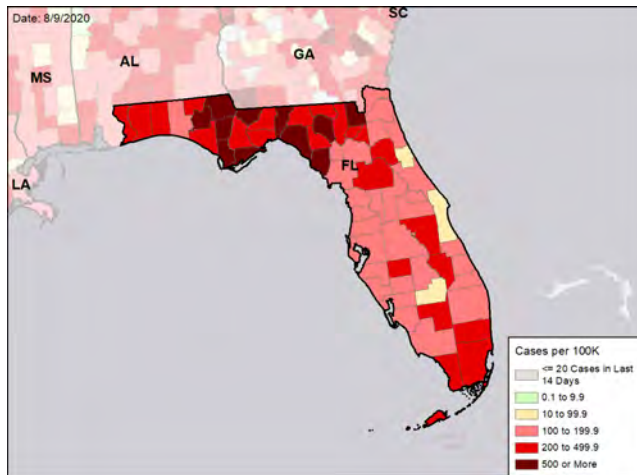 Date: 8/9/2020
SC
GA
AL
MS
FL
LA
Cases per 100K
<= 20 Cases in Last
14 Days
0.1 to 9.9
10 to 99.9
100 to 199.9
200 to 499.9
500 or More